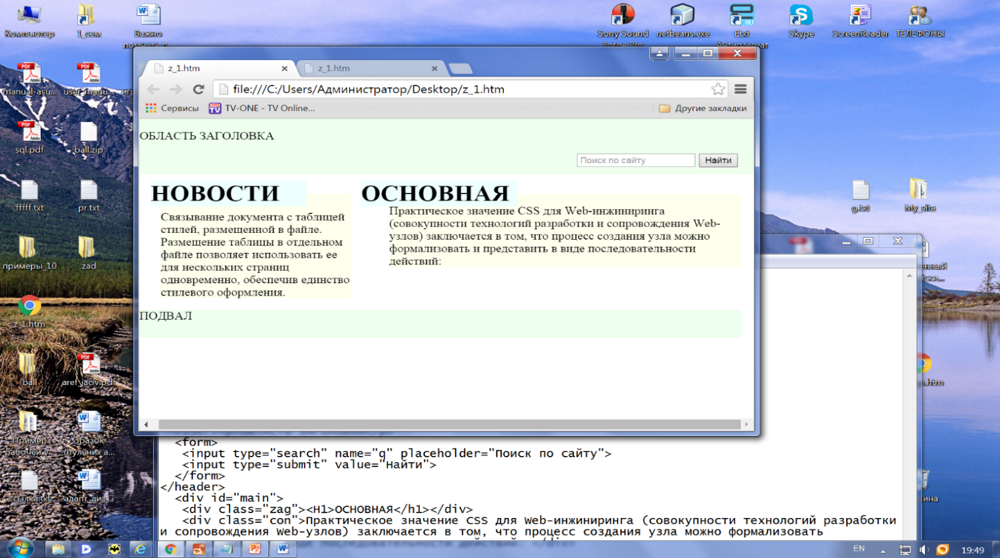 Компьютер
1_сем
Важно
Sony Sound
netbeans.exe
Etxt
Skype
ScreenReader
ТЕЛЕФОНЫ
Forge Pro
Антиплагиат
z_1.htm
z_1.htm
file:///C:/Users/Администратор/Desktop/z_1.htm
Сервисы
TV-ONE - TV Online...
Другие закладки
manual-asu...
user_manu...
ОБЛАСТЬ ЗАГОЛОВКА
sql.pdf
ball.zip
Поиск по сайту
Найти
НОВОСТИ
ОСНОВНАЯ
Связывание документа с таблицей
стилей, размещенной в файле.
Размещение таблицы в отдельном
файле позволяет использовать ее
для нескольких страниц
одновременно, обеспечив единство
стилевого оформления.
Практическое значение CSS для Web-инжиниринга
(совокупности технологий разработки и сопровождения Web-
узлов) заключается в том, что процесс создания узла можно
формализовать и представить в виде последовательности
действий:
fffff.txt
pr.txt
g.txt
My_site
примеры_10
zad
z_1.htm
ПОДВАЛ
ball
aref_jaciv.pdf
Пример
рабочей у...
Зразок
титульних а...
ссылка.txt
адапт_диза
<form>
<input type="search" name="q" placeholder="Поиск по сайту">
<input type="submit" value="Найти">
</form>
</header>
<div id="main">
<div class="zag"><H1>ОСНОВНАЯ</h1></div>
<div class="con">Практическое значение CSS для Web-инжиниринга (совокупности технологий разработки
и сопровождения Web-узлов) заключается в том, что процесс создания узла можно формализовать
EN
19:49